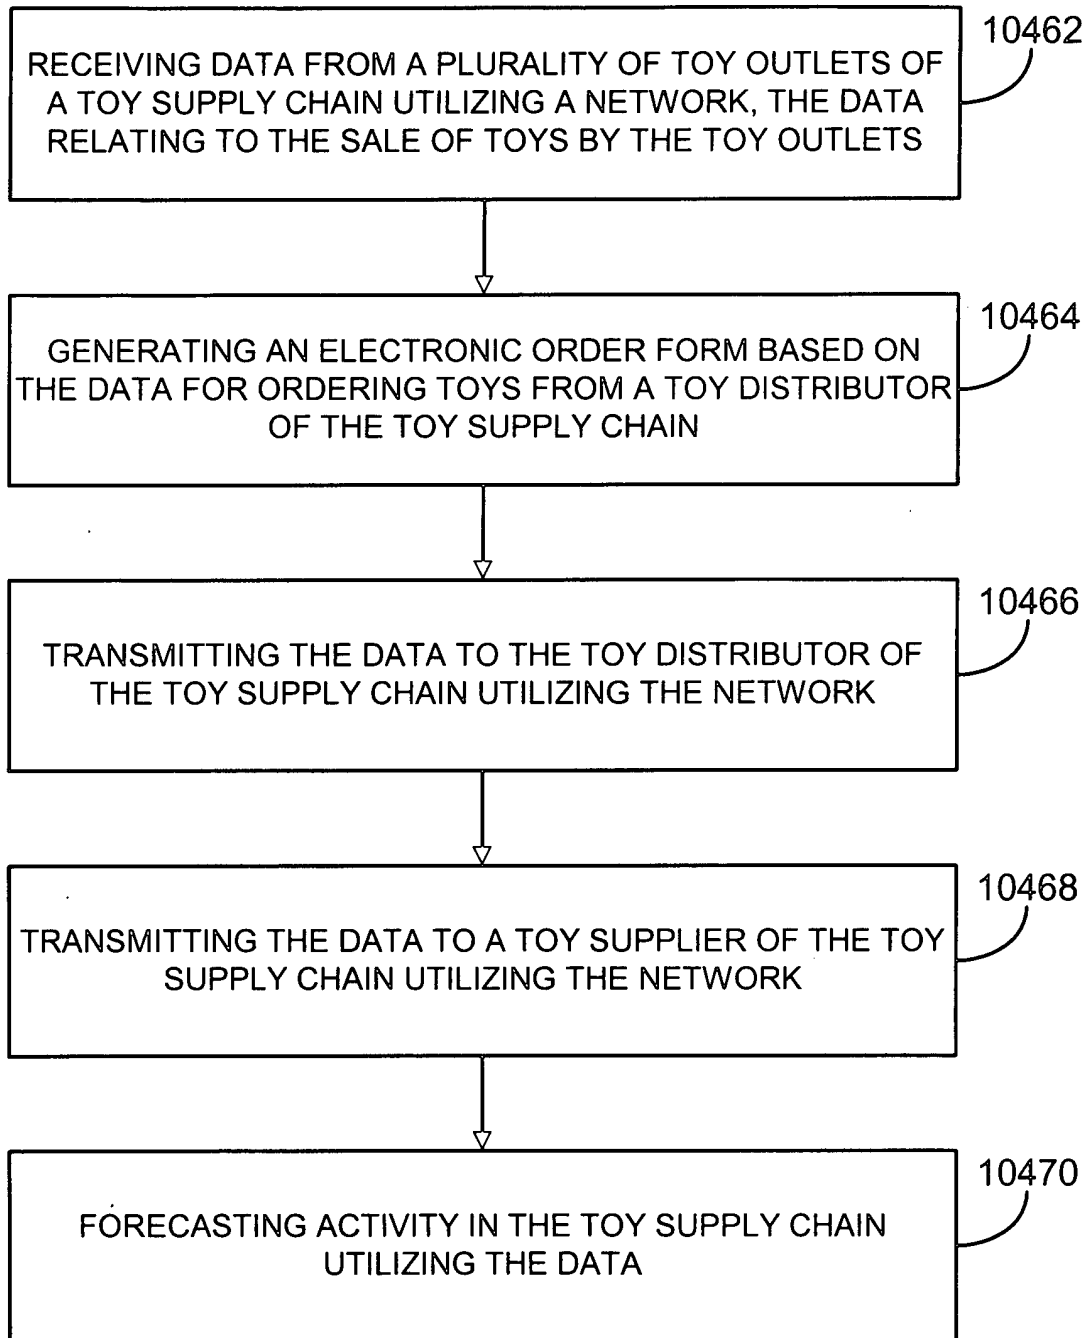 10462
RECEIVING DATA FROM A PLURALITY OF TOY OUTLETS OF
A TOY SUPPLY CHAIN UTILIZING A NETWORK, THE DATA
RELATING TO THE SALE OF TOYS BY THE TOY OUTLETS
10464
GENERATING AN ELECTRONIC ORDER FORM BASED ON
THE DATA FOR ORDERING TOYS FROM A TOY DISTRIBUTOR
OF THE TOY SUPPLY CHAIN
10466
TRANSMITTING THE DATA TO THE TOY DISTRIBUTOR OF
THE TOY SUPPLY CHAIN UTILIZING THE NETWORK
10468
TRANSMITTING THE DATA TO A TOY SUPPLIER OF THE TOY
SUPPLY CHAIN UTILIZING THE NETWORK
10470
FORECASTING ACTIVITY IN THE TOY SUPPLY CHAIN
UTILIZING THE DATA